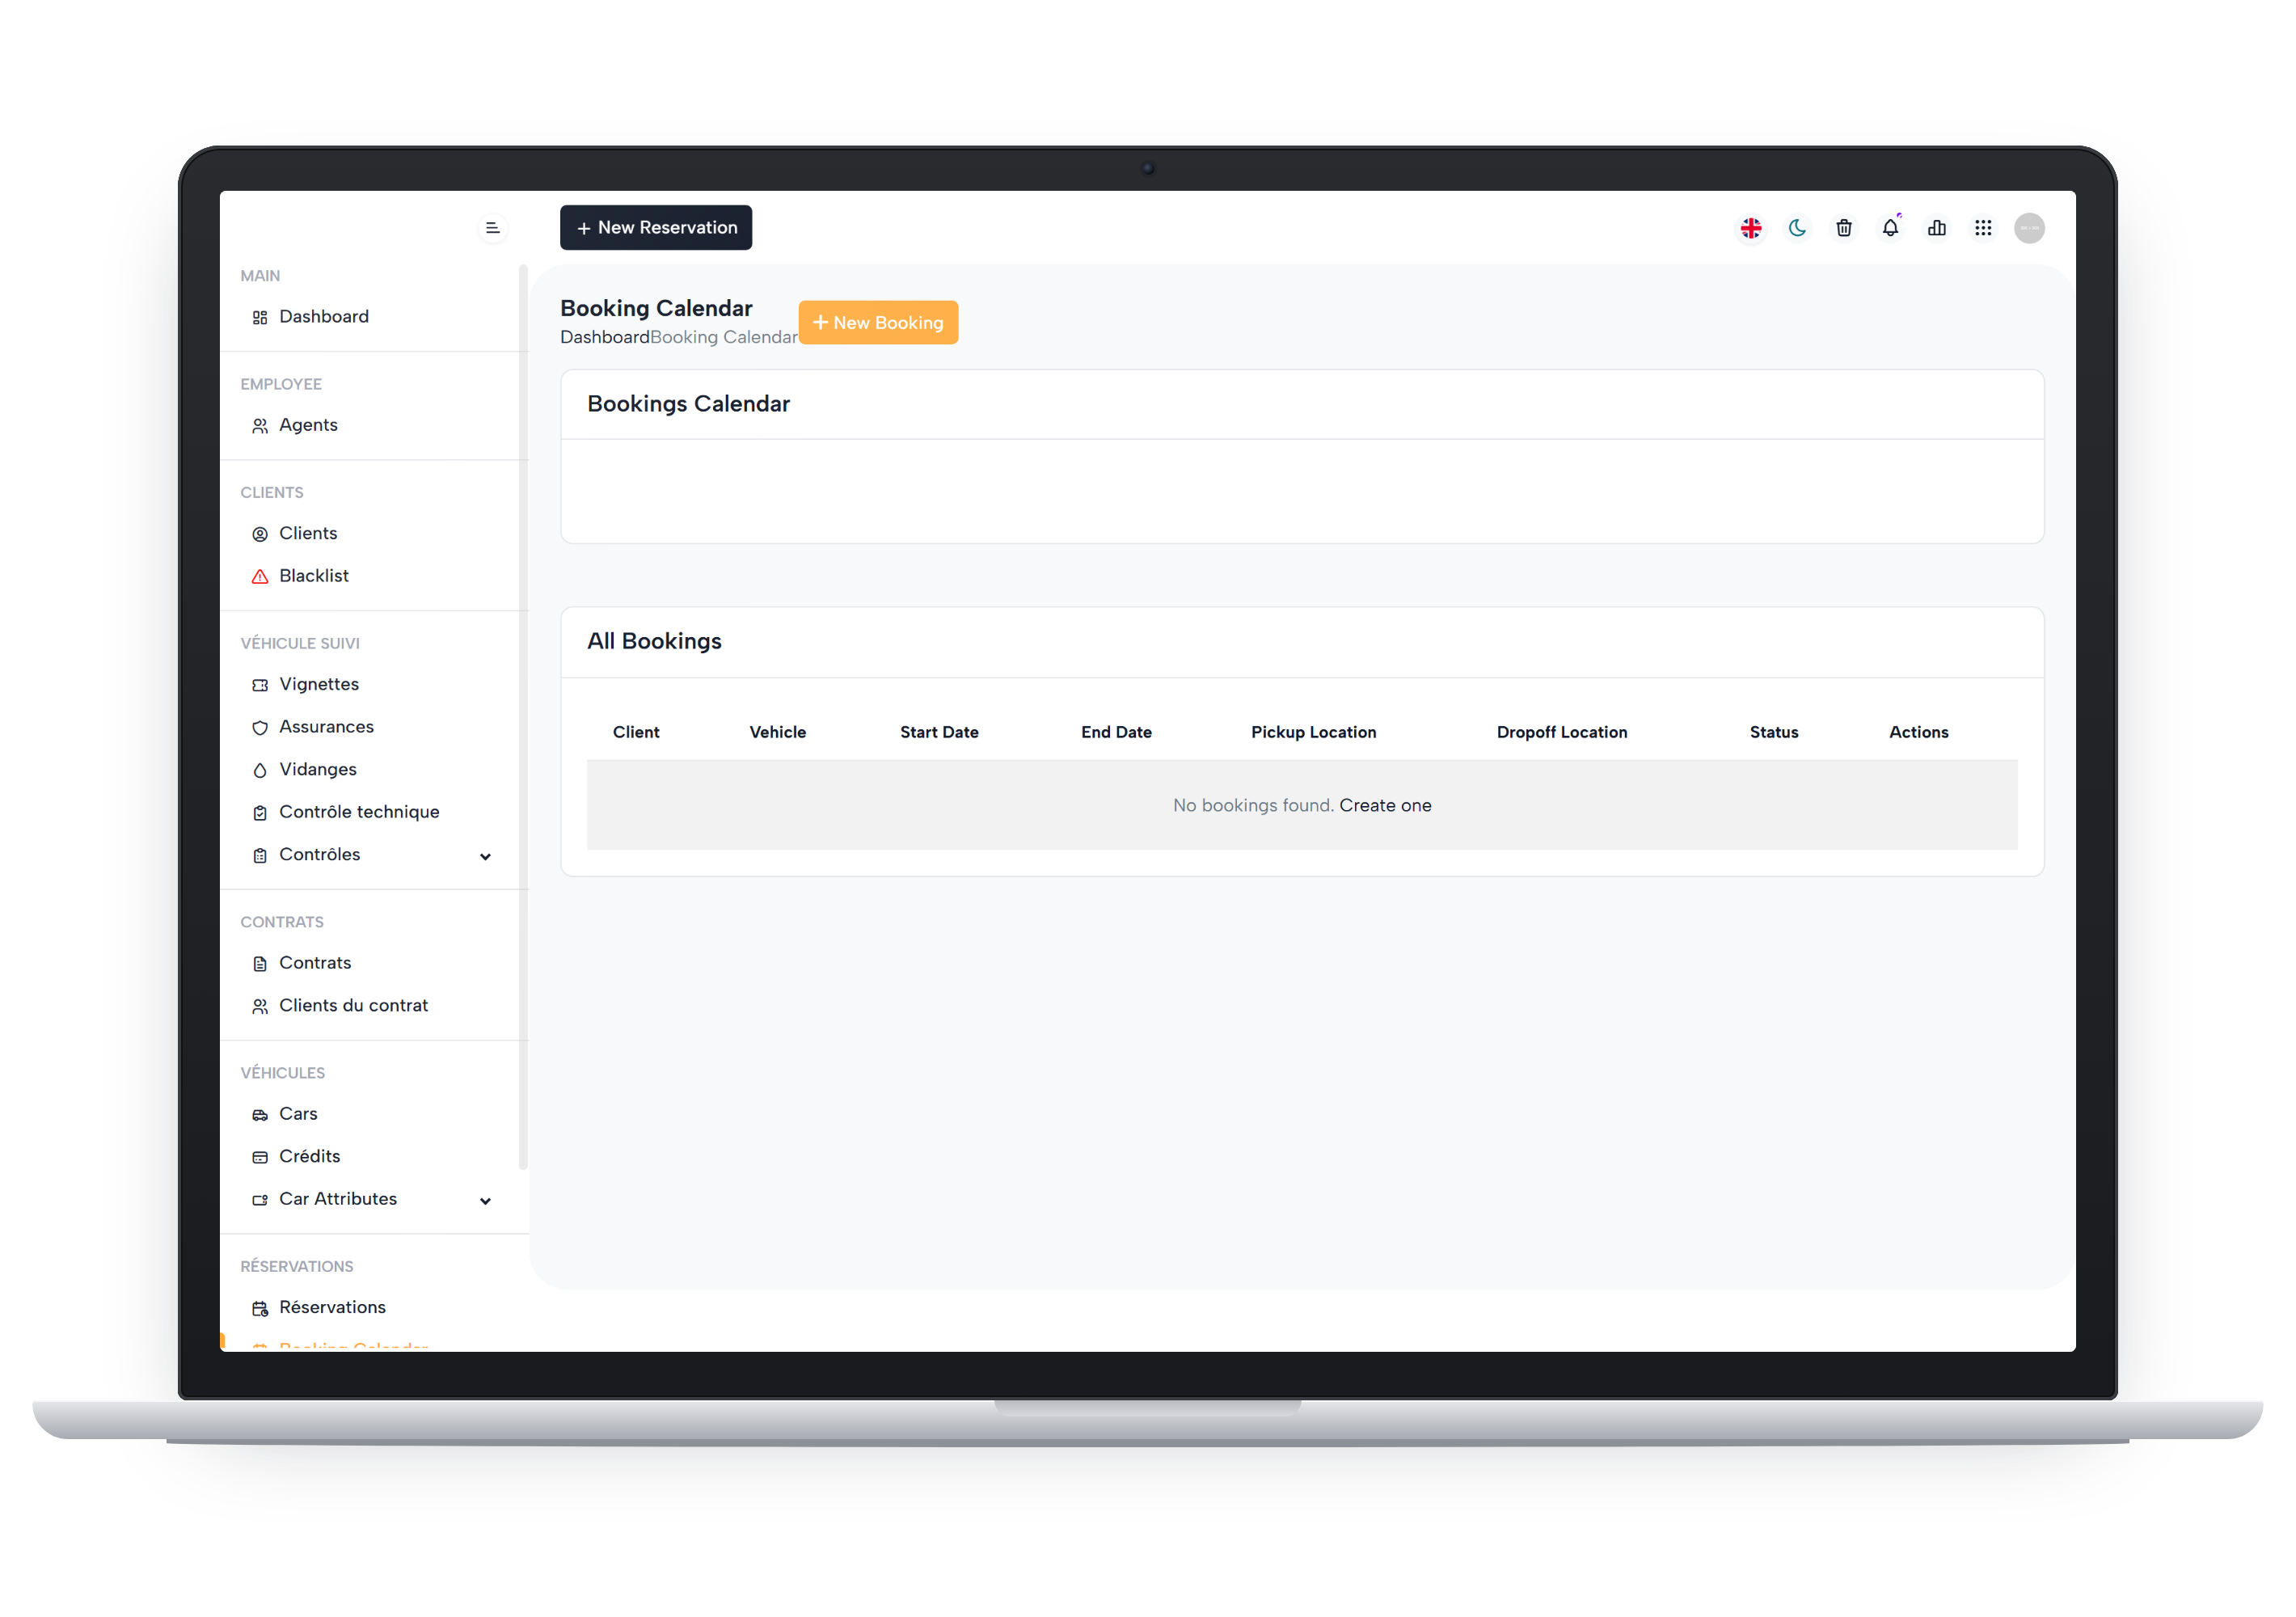 New Reservation
MAIN
Dashboard
EMPLOYEE
Agents
CLIENTS
Clients
Blacklist
VÉHICULE SUIVI
Vignettes
Assurances
Vidanges
Contrôle technique
Contrôles
CONTRATS
Contrats
Clients du contrat
VÉHICULES
Cars
Crédits
Car Attributes
RÉSERVATIONS
Réservations
Booking Calendar
Booking Calendar
DashboardBooking Calendar
New Booking
Bookings Calendar
All Bookings
Client Vehicle Start Date End Date Pickup Location Dropoff Location Status Actions
No bookings found. Create one